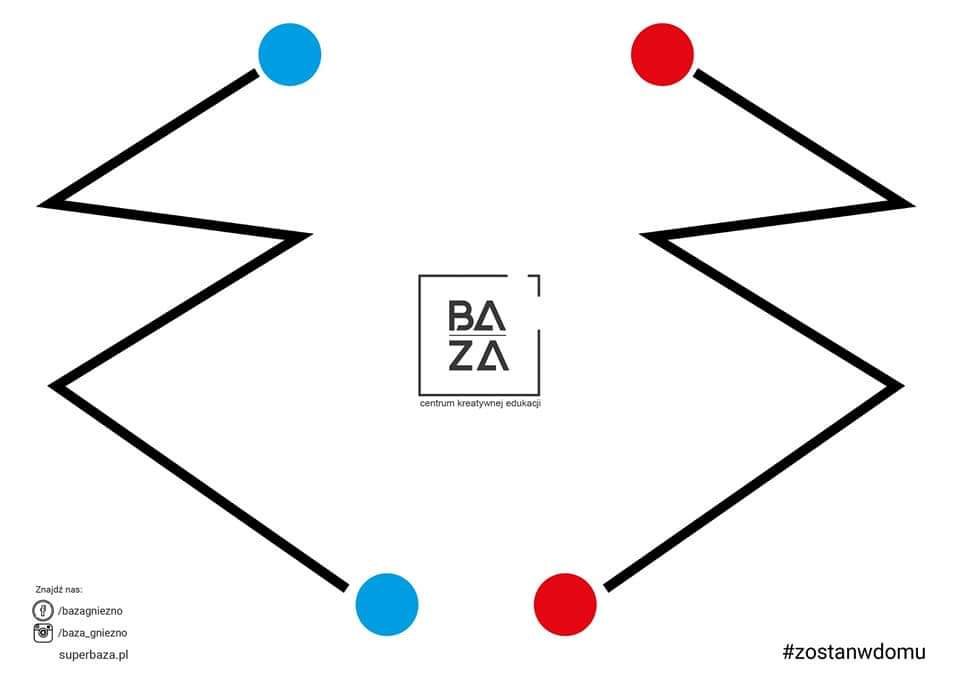 BA
ZA
centrum kreatywnej edukacji
Znajdź nas:
/bazagniezno
/baza_gniezno
superbaza.pl
#zostanwdomu